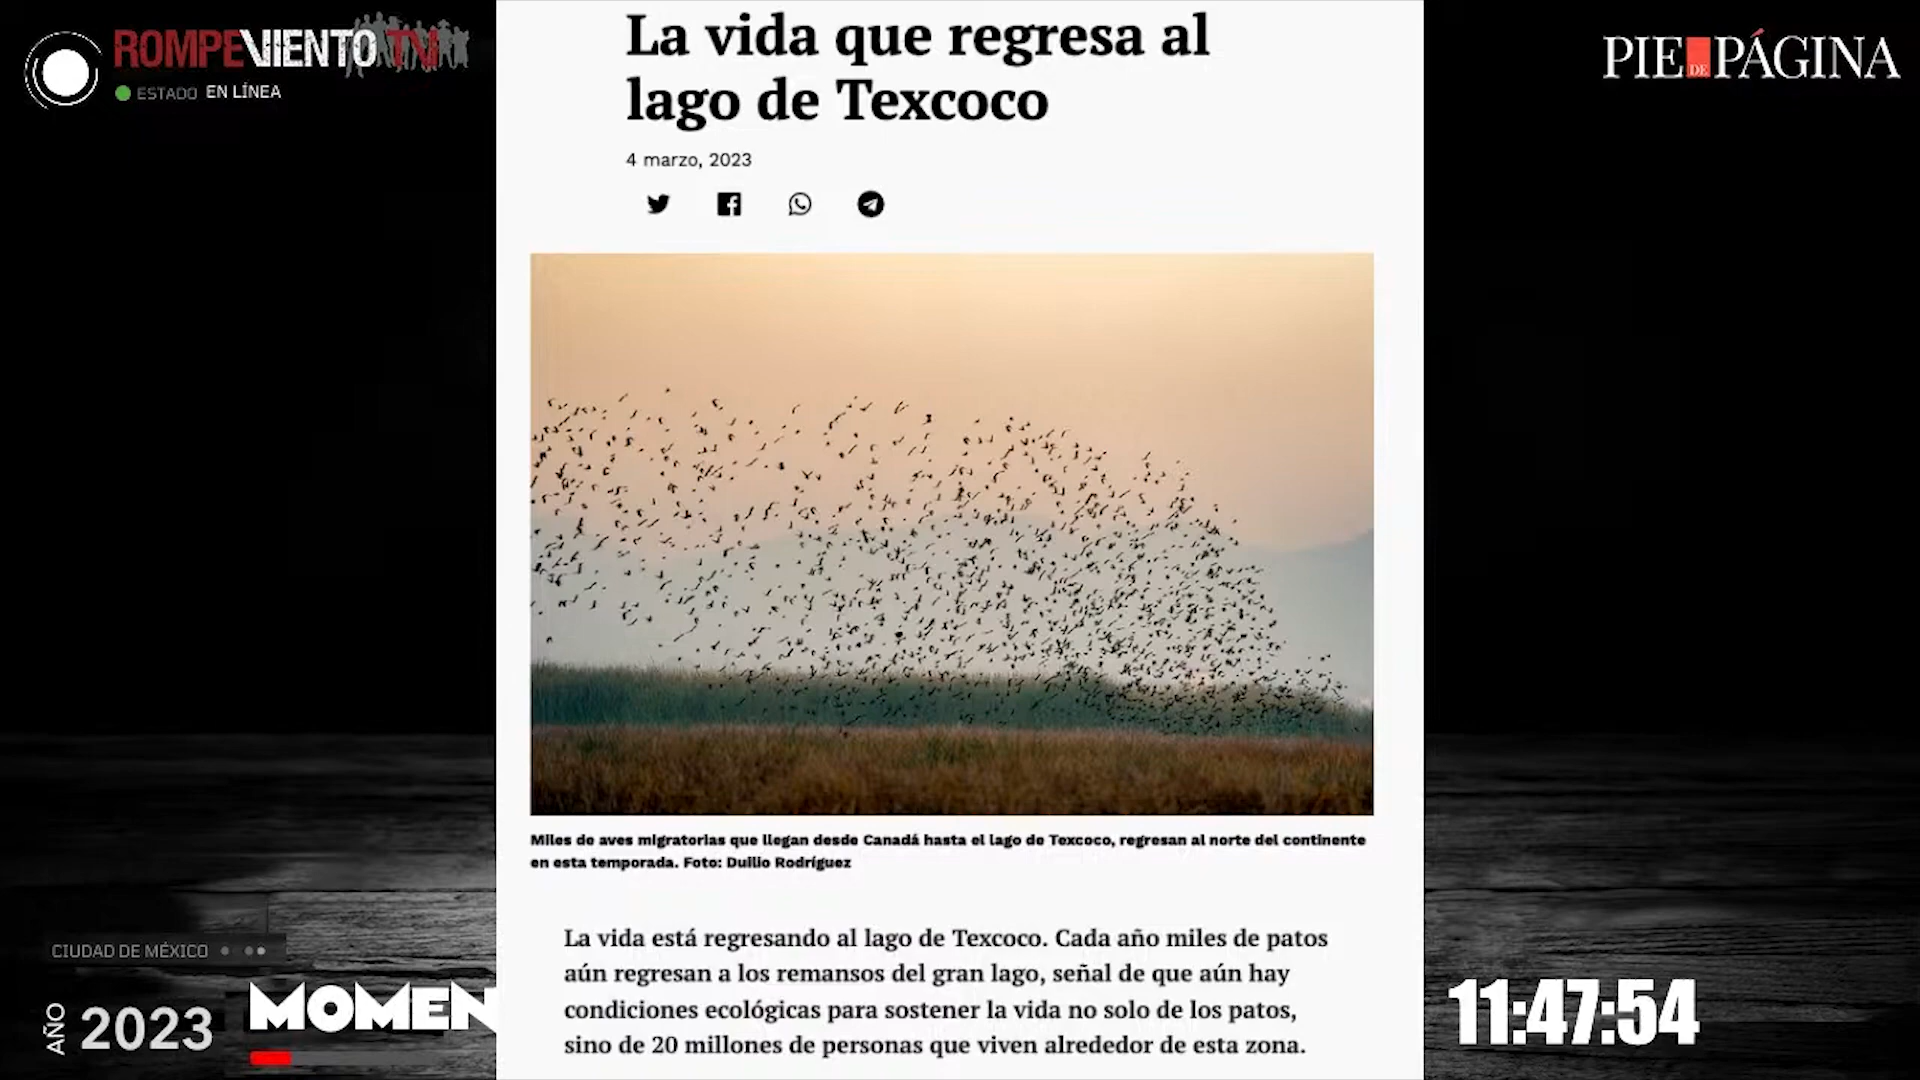 ROMPEVIENTO TV
ESTADO EN LÍNEA
PIE DE PÁGINA
La vida que regresa al
lago de Texcoco
4 marzo, 2023
Miles de aves migratorias que llegan desde Canadá hasta el lago de Texcoco, regresan al norte del continente
en esta temporada. Foto: Duilio Rodríguez
La vida está regresando al lago de Texcoco. Cada año miles de patos
aún regresan a los remansos del gran lago, señal de que aún hay
condiciones ecológicas para sostener la vida no solo de los patos,
sino de 20 millones de personas que viven alrededor de esta zona.
CIUDAD DE MÉXICO
AÑO 2023
MOMEN
11:47:54